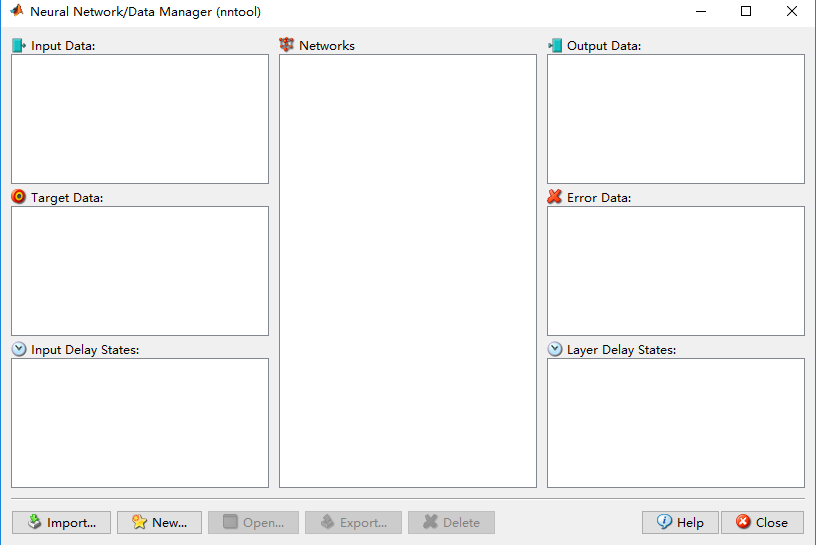 Neural Network/Data Manager (nntool)
Input Data:
Networks
Output Data:
Target Data:
Error Data:
Input Delay States:
Layer Delay States:
Import...
New...
Open...
Export...
Delete
Help
Close